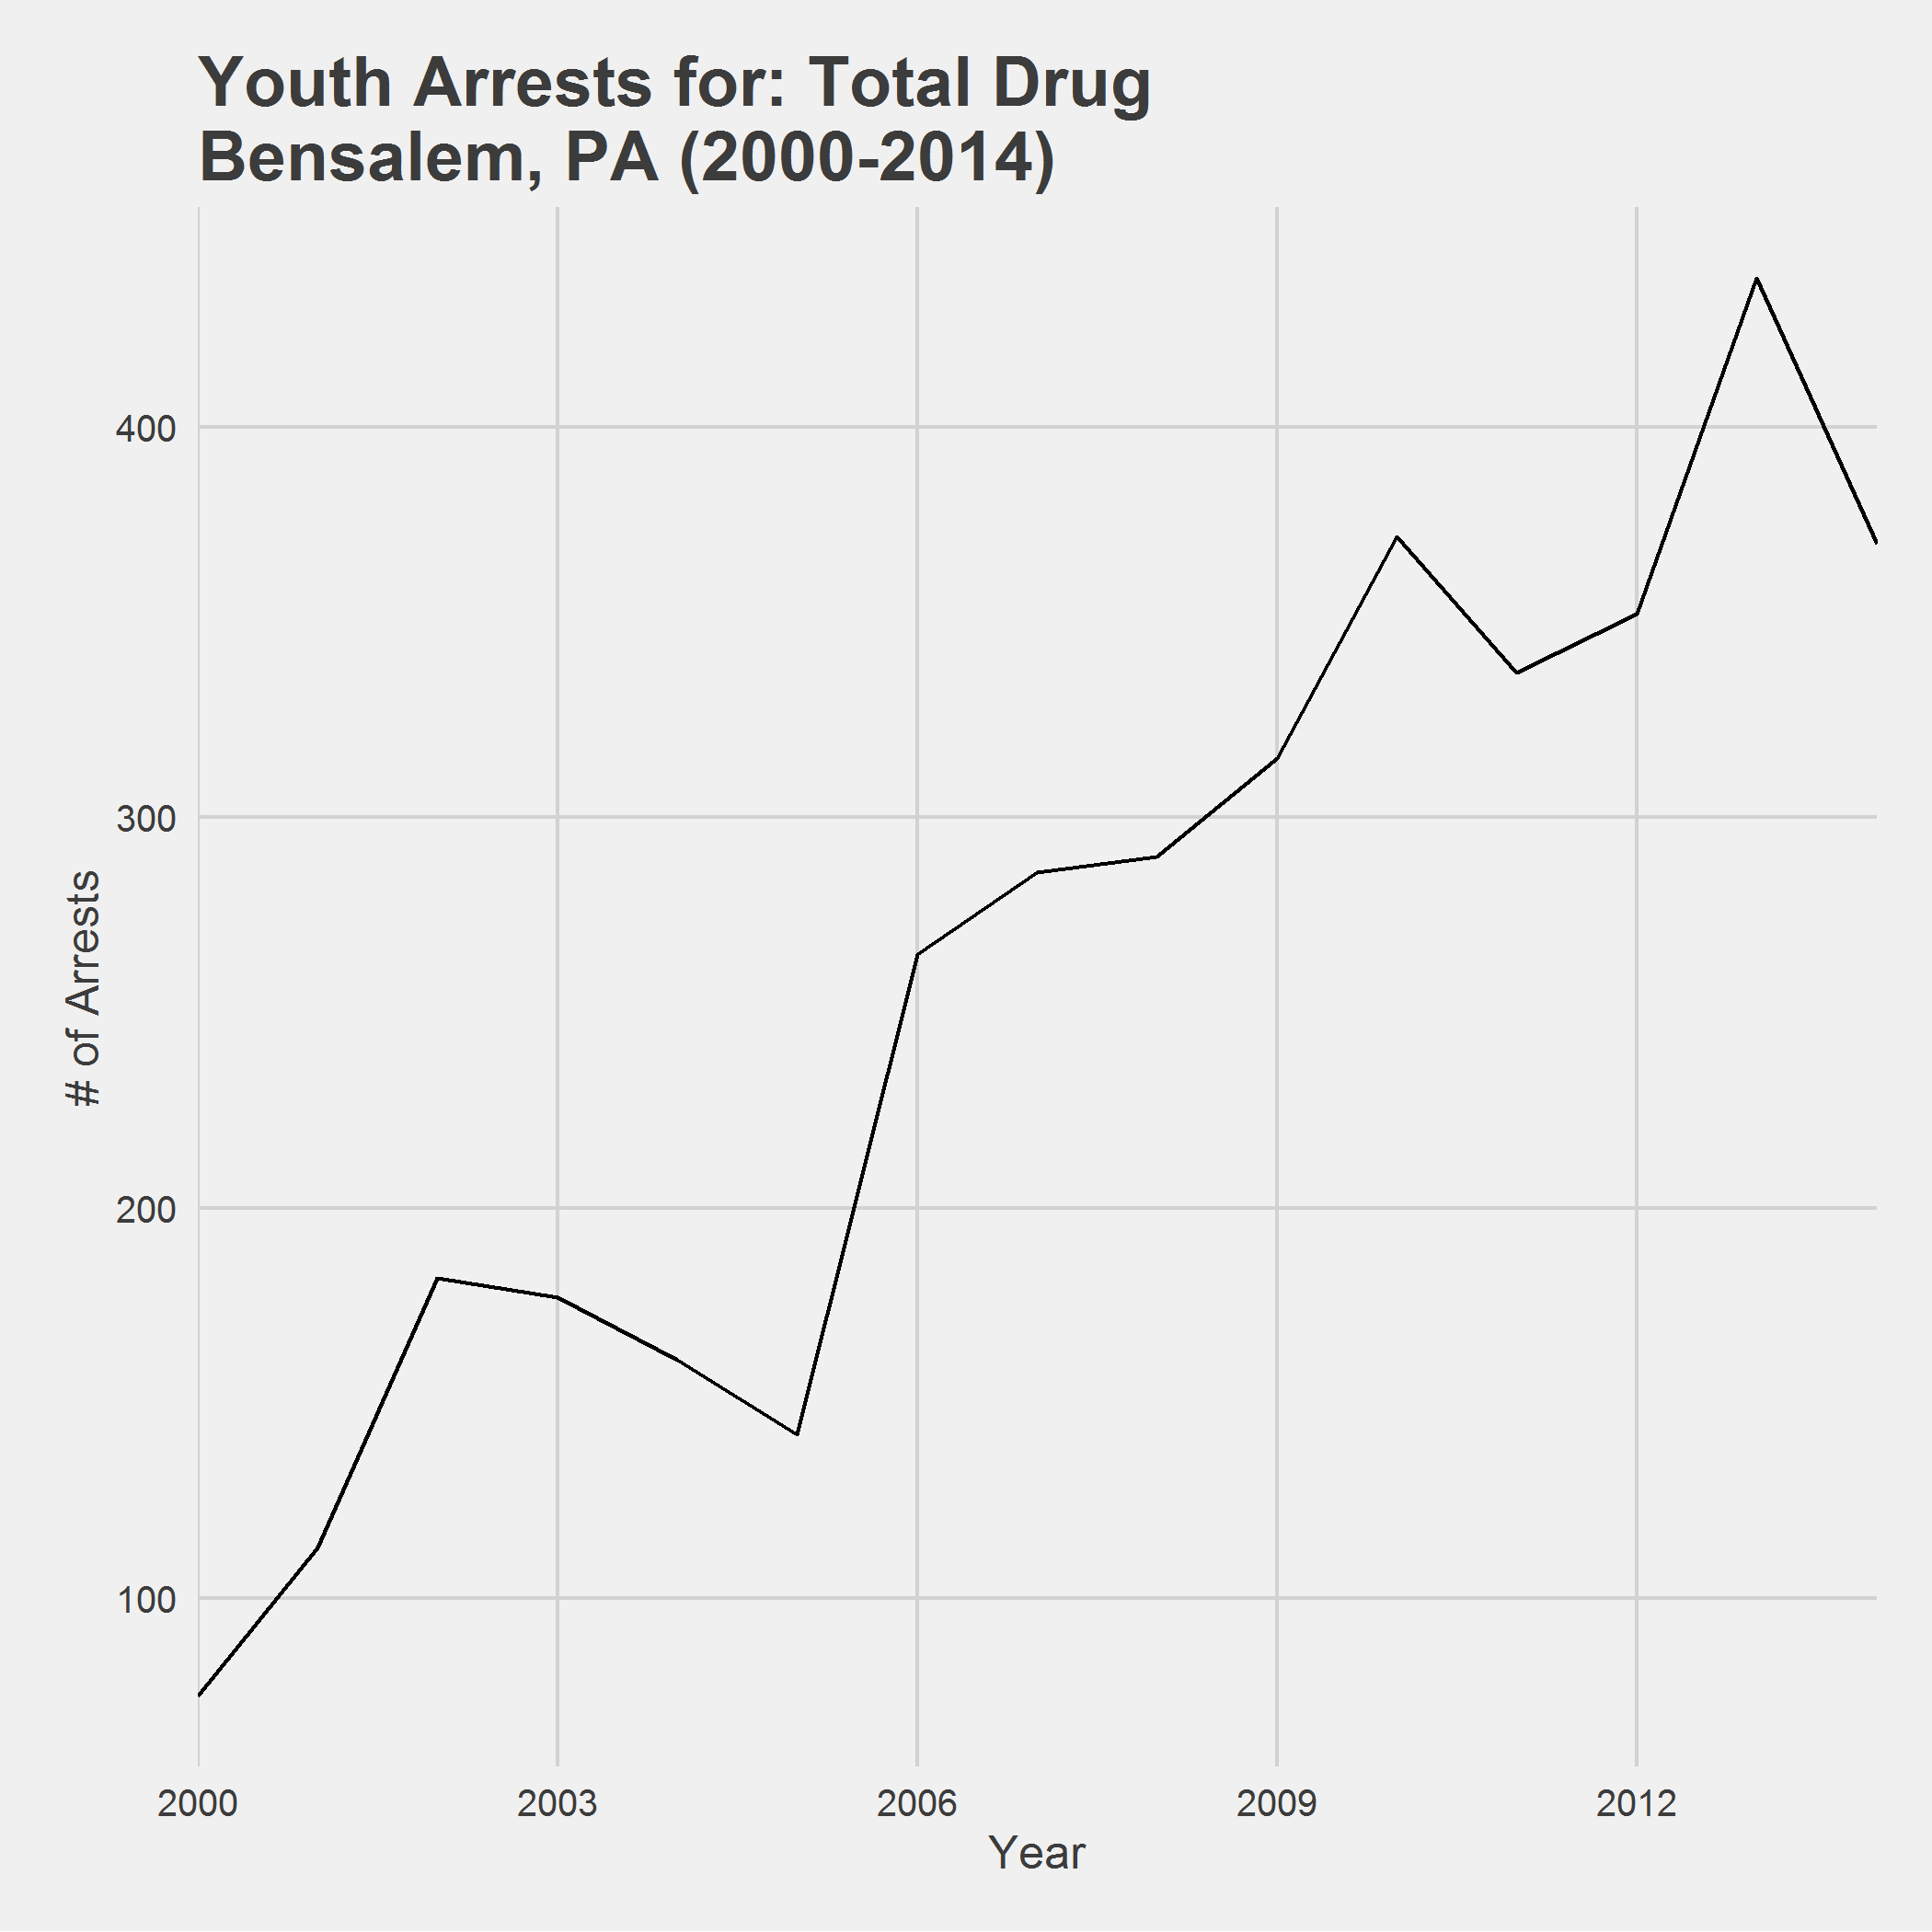 Youth Arrests for: Total Drug
Bensalem, PA (2000-2014)
# of Arrests
400
300
200
100
2000 2003 2006 2009 2012
Year